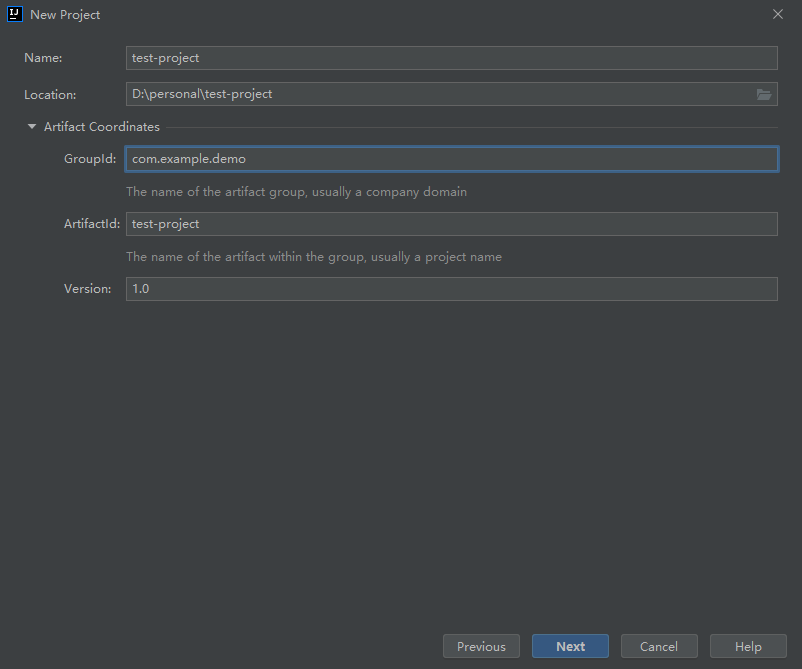 IJ New Project
Name: test-project
Location: D:\personal\test-project
Artifact Coordinates
GroupId: com.example.demo
The name of the artifact group, usually a company domain
ArtifactId: test-project
The name of the artifact within the group, usually a project name
Version: 1.0
Previous Next Cancel Help